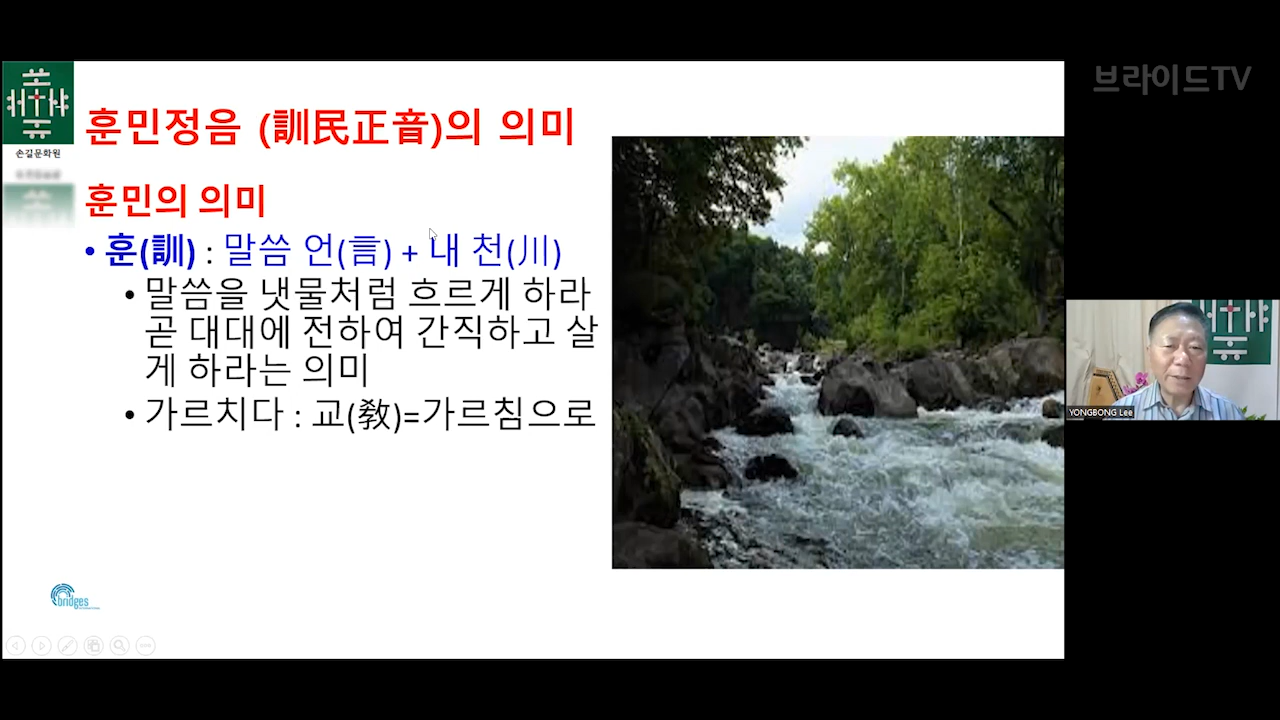 브라이드TV
손길문화원
훈민정음 (訓民正音)의 의미
훈민의 의미
• 훈(訓) : 말씀 언(言) + 내 천(川)
• 말씀을 냇물처럼 흐르게 하라
곧 대대에 전하여 간직하고 살
게 하라는 의미
• 가르치다 : 교(敎)=가르침으로
YONGBONG Lee
bridges